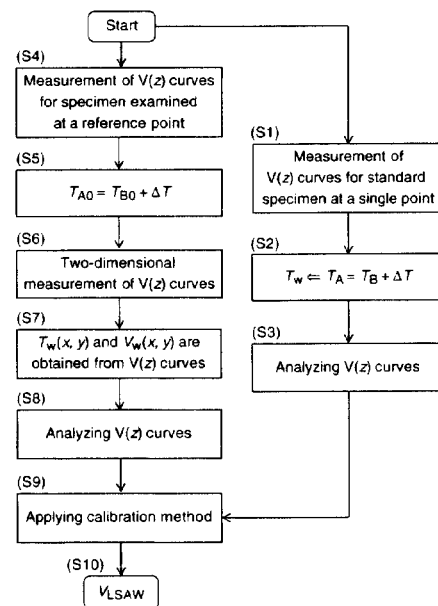 Start
(S4)
Measurement of V(z) curves
for specimen examined
at a reference point
(S5)
T_A0 = T_B0 + ΔT
(S6)
Two-dimensional
measurement of V(z) curves
(S7)
T_w(x, y) and V_w(x, y) are
obtained from V(z) curves
(S8)
Analyzing V(z) curves
(S9)
Applying calibration method
(S10)
V_LSAW
(S1)
Measurement of
V(z) curves for standard
specimen at a single point
(S2)
T_w ⇐ T_A = T_B + ΔT
(S3)
Analyzing V(z) curves